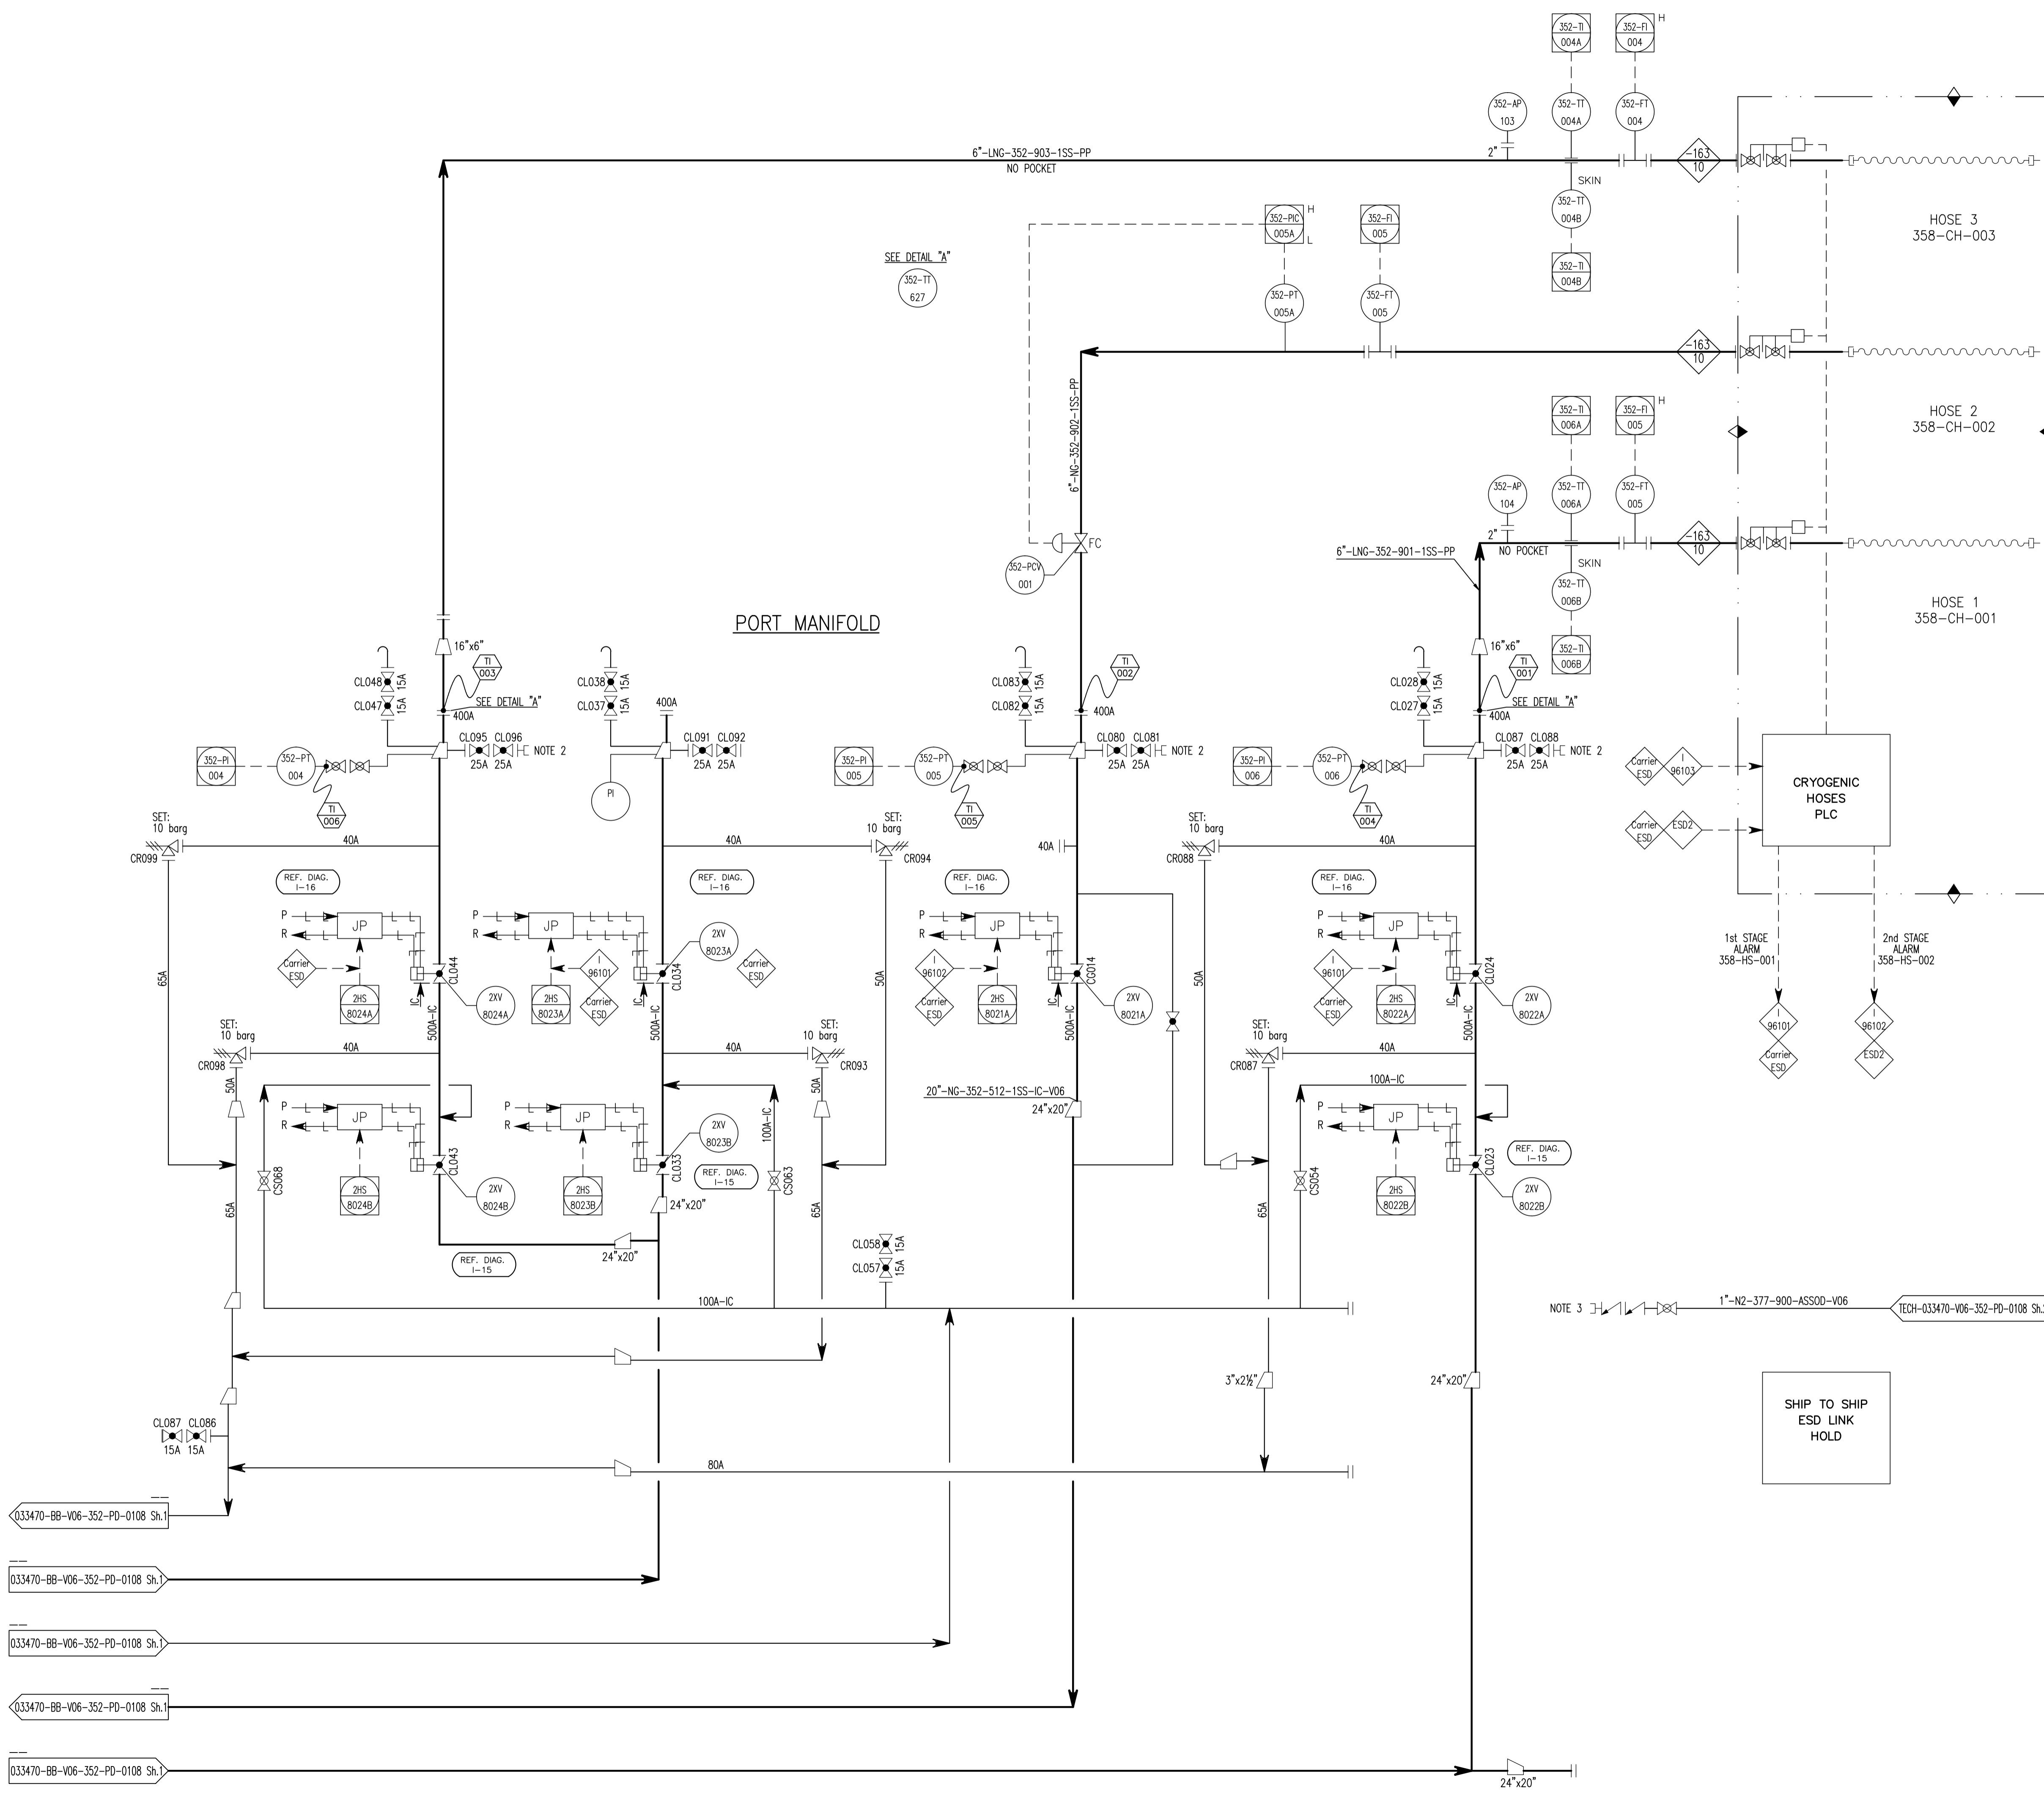 352-TI
004A
352-FI
004
H
352-AP
103
352-TT
004A
352-FT
004
6"-LNG-352-903-1SS-PP
NO POCKET
2"
-163
10
SKIN
352-TT
004B
352-TI
004B
HOSE 3
358-CH-003
352-PIC
005A
H
L
352-FI
005
SEE DETAIL "A"
352-TT
627
352-PT
005A
352-FT
005
-163
10
HOSE 2
358-CH-002
6"-NG-352-902-1SS-PP
352-TI
006A
352-FI
005
H
352-AP
104
352-TT
006A
352-FT
005
2"
NO POCKET
-163
10
6"-LNG-352-901-1SS-PP
SKIN
352-TT
006B
352-TI
006B
HOSE 1
358-CH-001
FC
352-PCV
001
PORT MANIFOLD
16"x6"
TI
003
CL048
15A
CL047
15A
SEE DETAIL "A"
400A
CL038
15A
CL037
15A
400A
CL083
15A
CL082
15A
TI
002
400A
CL028
15A
CL027
15A
16"x6"
TI
001
SEE DETAIL "A"
400A
352-PI
004
352-PT
004
CL095 CL096
25A 25A
NOTE 2
TI
006
CL091 CL092
25A 25A
PI
352-PI
005
352-PT
005
CL080 CL081
25A 25A
NOTE 2
TI
005
352-PI
006
352-PT
006
CL087 CL088
25A 25A
NOTE 2
TI
004
Carrier
ESD
I
96103
Carrier
ESD
ESD2
CRYOGENIC
HOSES
PLC
SET:
10 barg
CR099
40A
40A
SET:
10 barg
CR094
40A
SET:
10 barg
CR088
40A
REF. DIAG.
I-16
REF. DIAG.
I-16
REF. DIAG.
I-16
REF. DIAG.
I-16
P
R
JP
P
R
JP
2XV
8023A
P
R
JP
P
R
JP
Carrier
ESD
CL044
IC
2HS
8024A
2XV
8024A
65A
I
96101
Carrier
ESD
2HS
8023A
CL034
IC
Carrier
ESD
50A
I
96102
Carrier
ESD
2HS
8021A
CG014
IC
2XV
8021A
50A
I
96101
Carrier
ESD
2HS
8022A
CL024
IC
2XV
8022A
1st STAGE
ALARM
358-HS-001
2nd STAGE
ALARM
358-HS-002
96101
Carrier
ESD
96102
ESD2
500A-IC
500A-IC
500A-IC
500A-IC
SET:
10 barg
CR098
40A
50A
40A
SET:
10 barg
CR093
50A
SET:
10 barg
CR087
40A
100A-IC
20"-NG-352-512-1SS-IC-V06
24"x20"
P
R
JP
CL043
2HS
8024B
2XV
8024B
CS068
65A
P
R
JP
CL033
2HS
8023B
2XV
8023B
REF. DIAG.
I-15
24"x20"
100A-IC
CS063
65A
P
R
JP
CL023
2HS
8022B
2XV
8022B
REF. DIAG.
I-15
CS054
65A
REF. DIAG.
I-15
24"x20"
CL058
15A
CL057
15A
100A-IC
NOTE 3
1"-N2-377-900-ASSOD-V06
TECH-033470-V06-352-PD-0108 Sh.
3"x2½"
24"x20"
SHIP TO SHIP
ESD LINK
HOLD
CL087 CL086
15A 15A
80A
033470-BB-V06-352-PD-0108 Sh.1
033470-BB-V06-352-PD-0108 Sh.1
033470-BB-V06-352-PD-0108 Sh.1
033470-BB-V06-352-PD-0108 Sh.1
033470-BB-V06-352-PD-0108 Sh.1
24"x20"